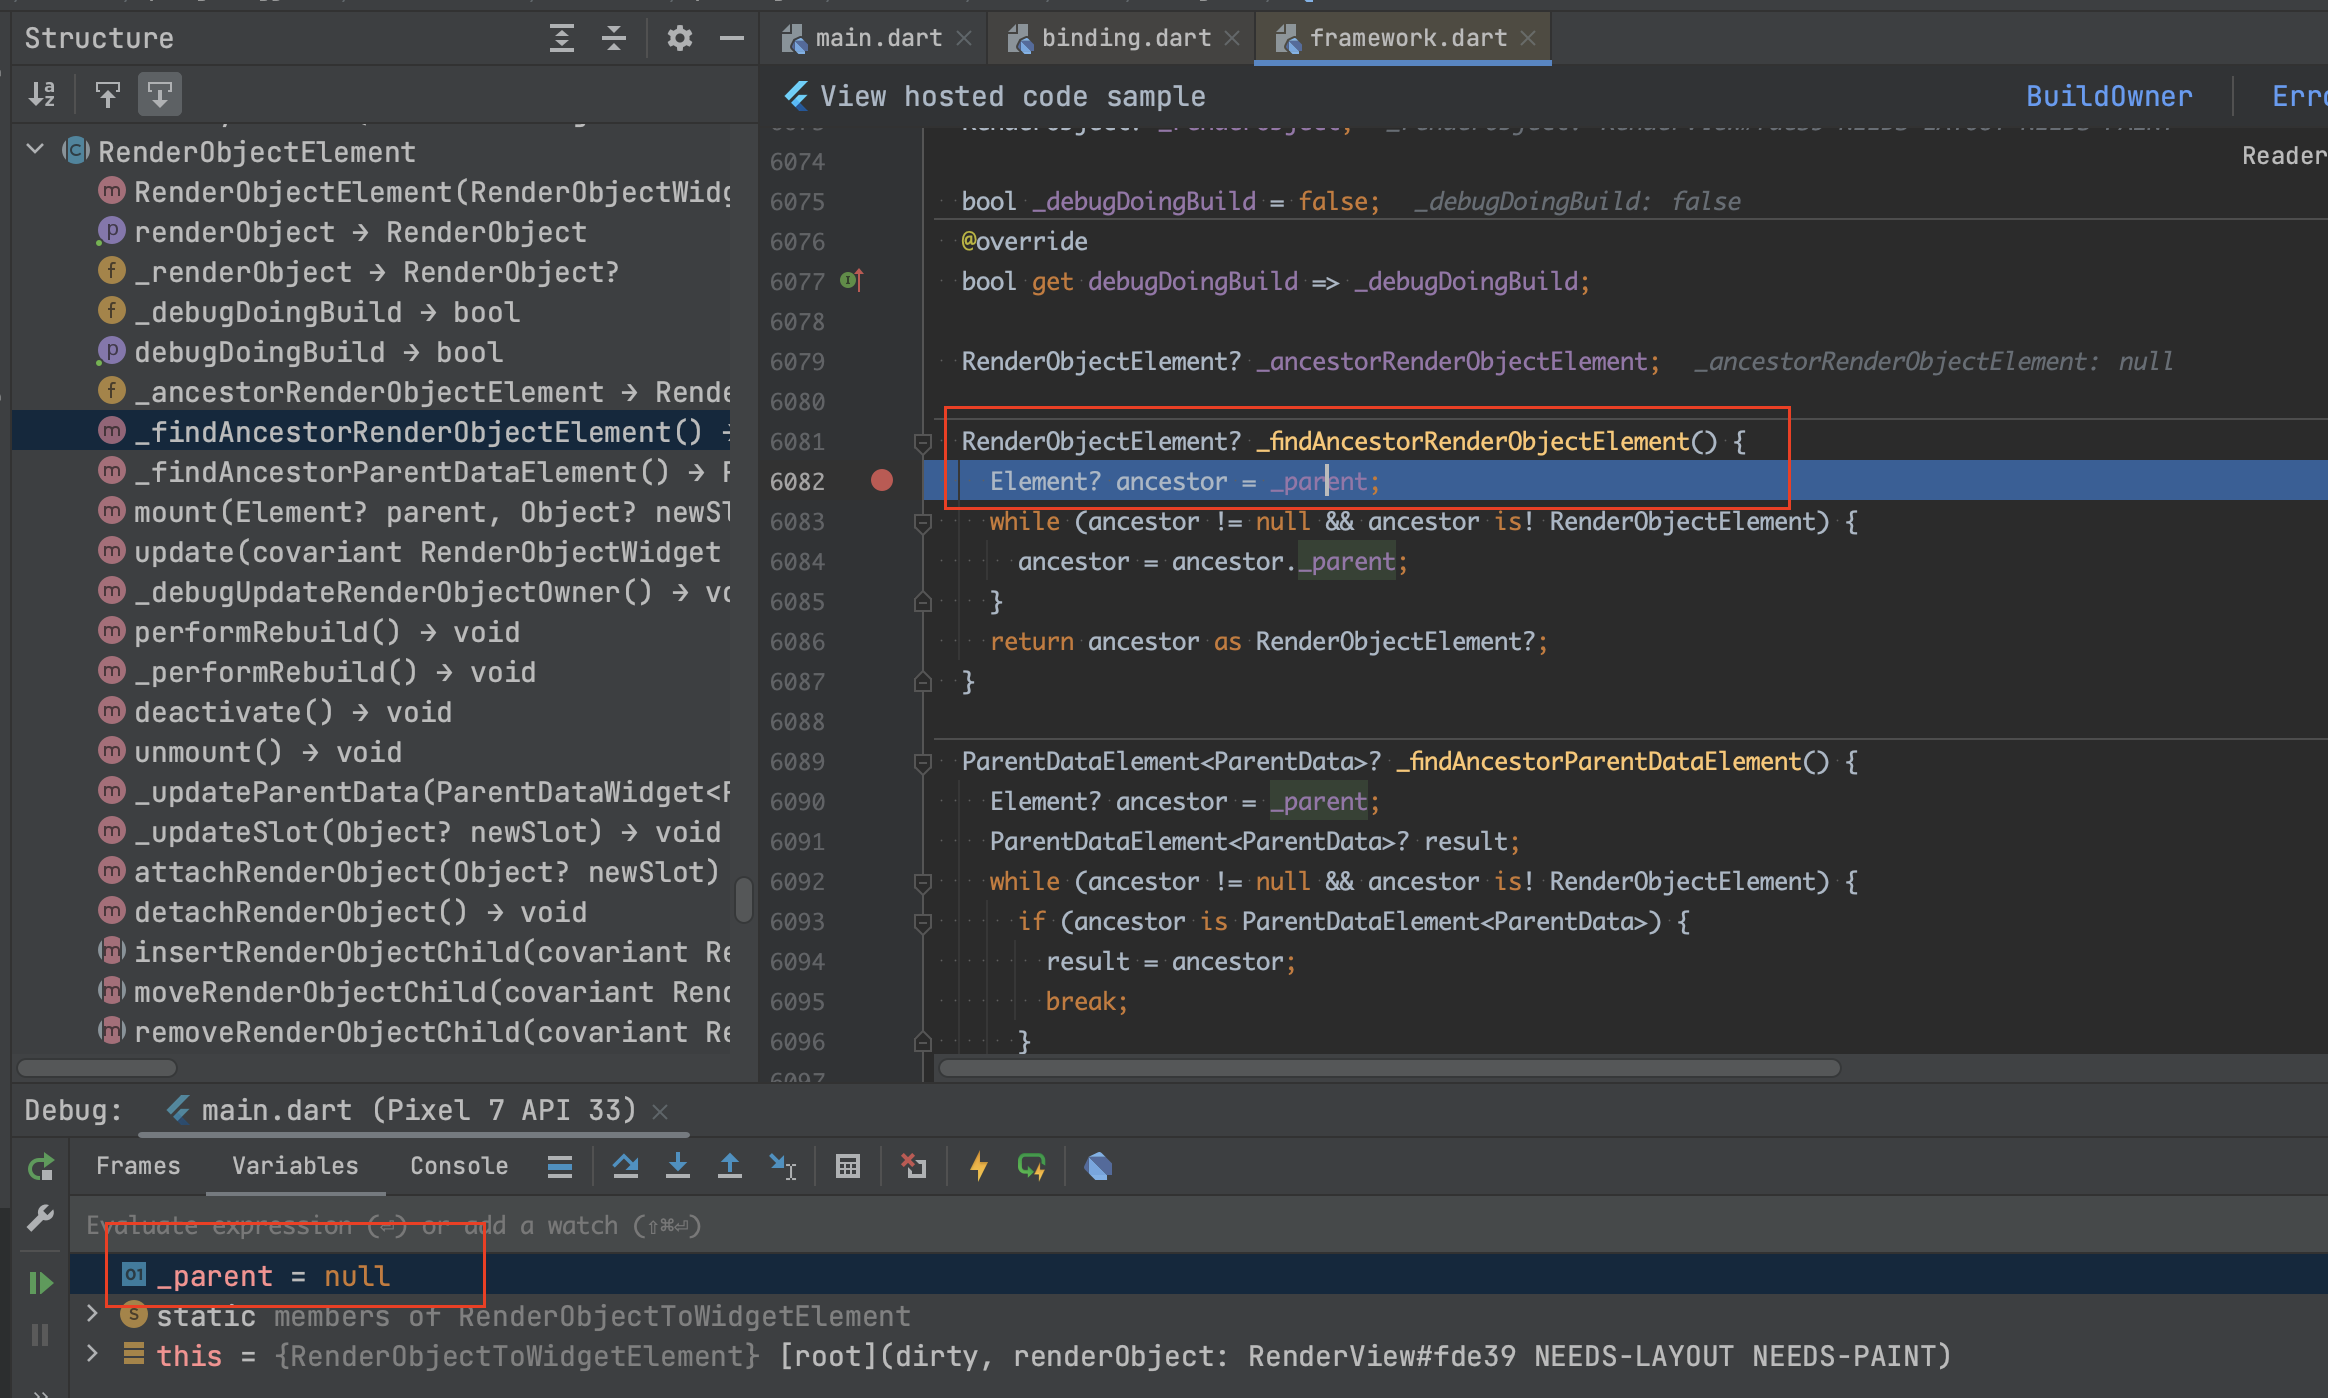 Structure
main.dart
binding.dart
framework.dart
View hosted code sample
BuildOwner
Reader
RenderObjectElement
RenderObjectElement(RenderObjectWidg
renderObject → RenderObject
_renderObject → RenderObject?
_debugDoingBuild → bool
debugDoingBuild → bool
_ancestorRenderObjectElement → Rende
_findAncestorRenderObjectElement() →
_findAncestorParentDataElement() →
mount(Element? parent, Object? newSl
update(covariant RenderObjectWidget
_debugUpdateRenderObjectOwner() → vo
performRebuild() → void
_performRebuild() → void
deactivate() → void
unmount() → void
_updateParentData(ParentDataWidget<
_updateSlot(Object? newSlot) → void
attachRenderObject(Object? newSlot)
detachRenderObject() → void
insertRenderObjectChild(covariant Re
moveRenderObjectChild(covariant Rend
removeRenderObjectChild(covariant Re
6074
6075 bool _debugDoingBuild = false; _debugDoingBuild: false
6076 @override
6077 bool get debugDoingBuild => _debugDoingBuild;
6078
6079 RenderObjectElement? _ancestorRenderObjectElement; _ancestorRenderObjectElement: null
6080
6081 RenderObjectElement? _findAncestorRenderObjectElement() {
6082 Element? ancestor = _parent;
6083 while (ancestor != null && ancestor is! RenderObjectElement) {
6084 ancestor = ancestor._parent;
6085 }
6086 return ancestor as RenderObjectElement?;
6087 }
6088
6089 ParentDataElement<ParentData>? _findAncestorParentDataElement() {
6090 Element? ancestor = _parent;
6091 ParentDataElement<ParentData>? result;
6092 while (ancestor != null && ancestor is! RenderObjectElement) {
6093 if (ancestor is ParentDataElement<ParentData>) {
6094 result = ancestor;
6095 break;
6096 }
Debug: main.dart (Pixel 7 API 33)
Frames Variables Console
Evaluate expression (⏎) or add a watch (⇧⌘⏎)
_parent = null
static members of RenderObjectToWidgetElement
this = {RenderObjectToWidgetElement} [root](dirty, renderObject: RenderView#fde39 NEEDS-LAYOUT NEEDS-PAINT)